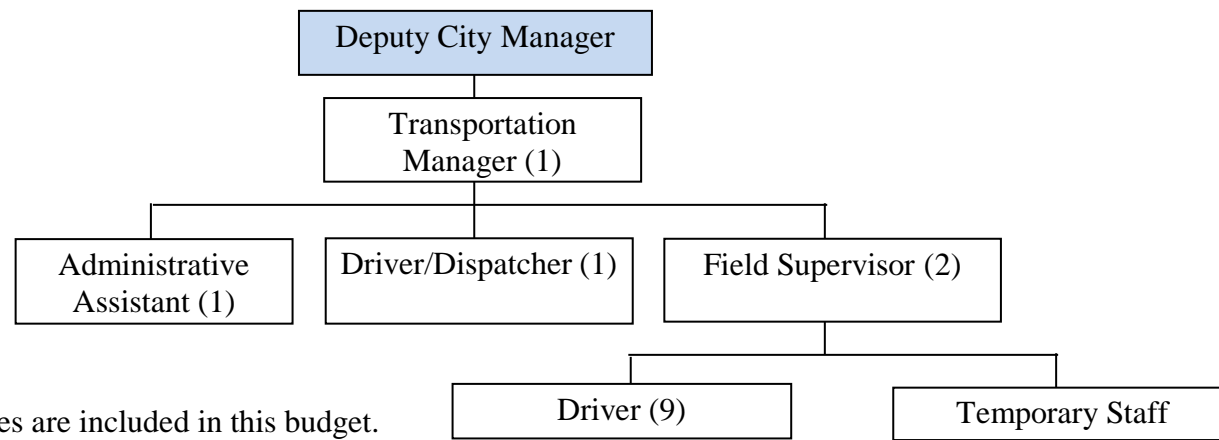 Deputy City Manager
Transportation
Manager (1)
Administrative
Assistant (1)
Driver/Dispatcher (1)
Field Supervisor (2)
Driver (9)
Temporary Staff
are included in this budget.